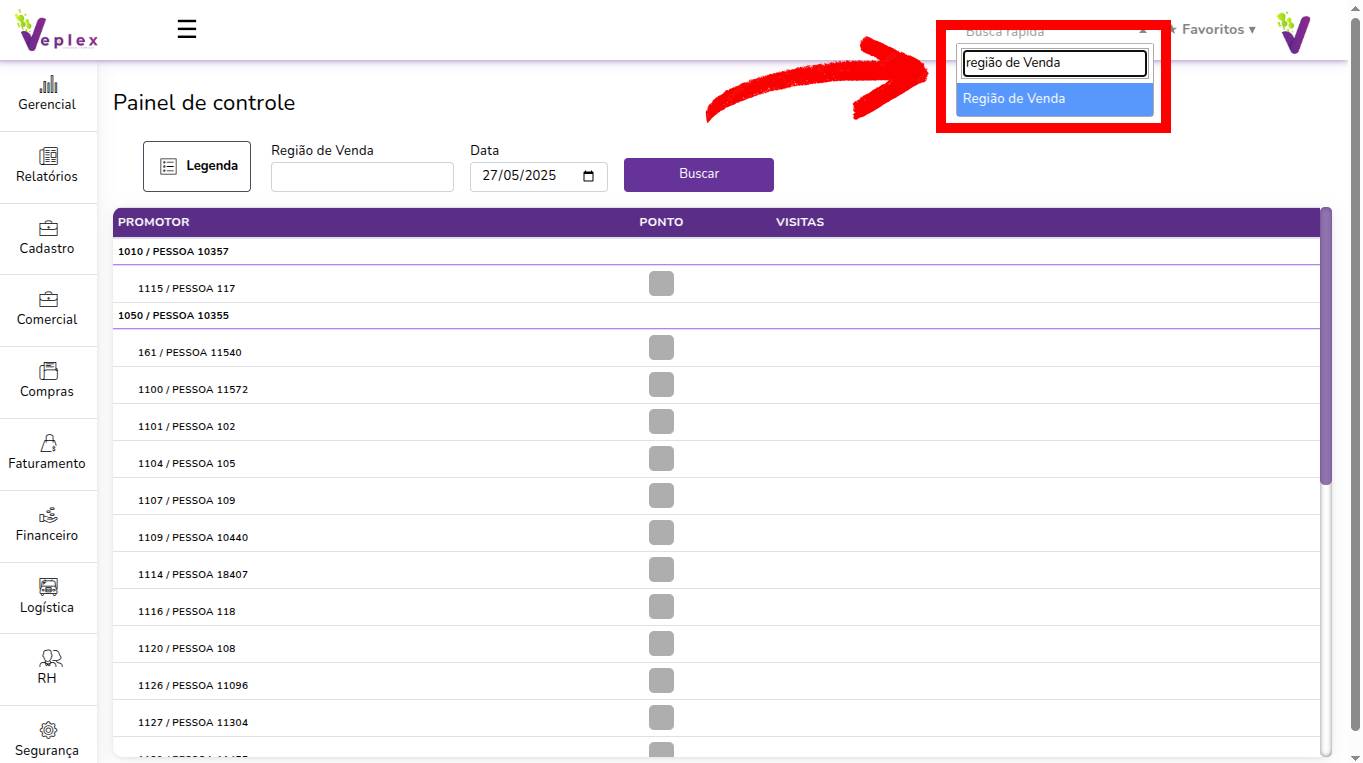 Veplex
☰
Busca rápida
★ Favoritos ▾
região de Venda
Região de Venda
Gerencial
Relatórios
Cadastro
Comercial
Compras
Faturamento
Financeiro
Logística
RH
Segurança
Painel de controle
Legenda
Região de Venda
Data
27/05/2025
Buscar
PROMOTOR PONTO VISITAS
1010 / PESSOA 10357
1115 / PESSOA 117
1050 / PESSOA 10355
161 / PESSOA 11540
1100 / PESSOA 11572
1101 / PESSOA 102
1104 / PESSOA 105
1107 / PESSOA 109
1109 / PESSOA 10440
1114 / PESSOA 18407
1116 / PESSOA 118
1120 / PESSOA 108
1126 / PESSOA 11096
1127 / PESSOA 11304